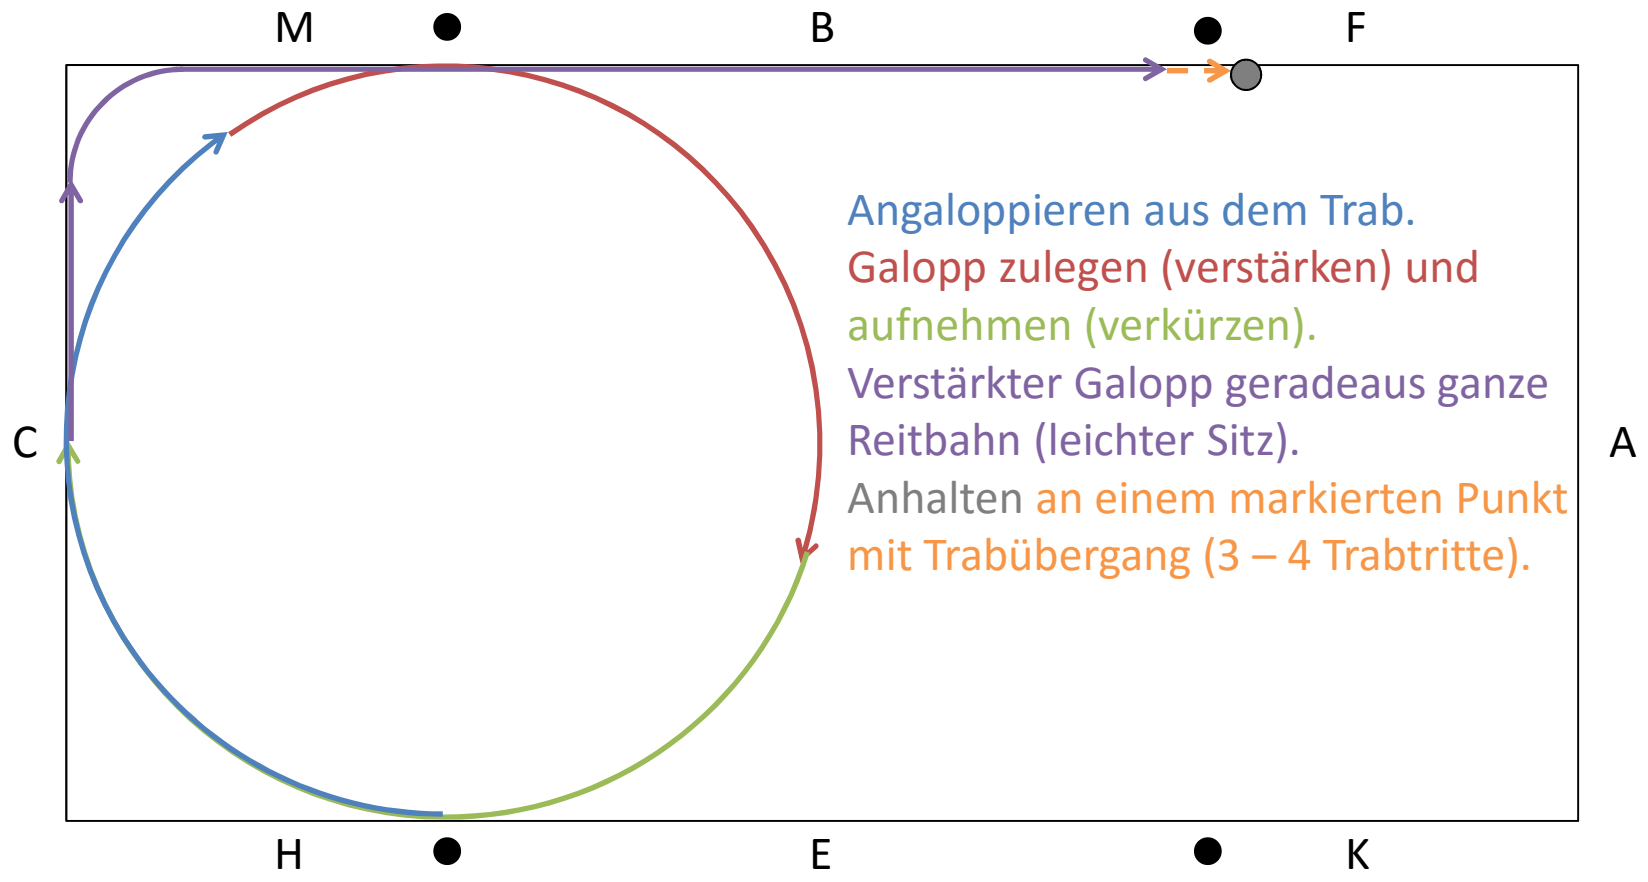 M B F
Angaloppieren aus dem Trab.
Galopp zulegen (verstärken) und
aufnehmen (verkürzen).
Verstärkter Galopp geradeaus ganze
C Reitbahn (leichter Sitz). A
Anhalten an einem markierten Punkt
mit Trabübergang (3 – 4 Trabtritte).
H E K